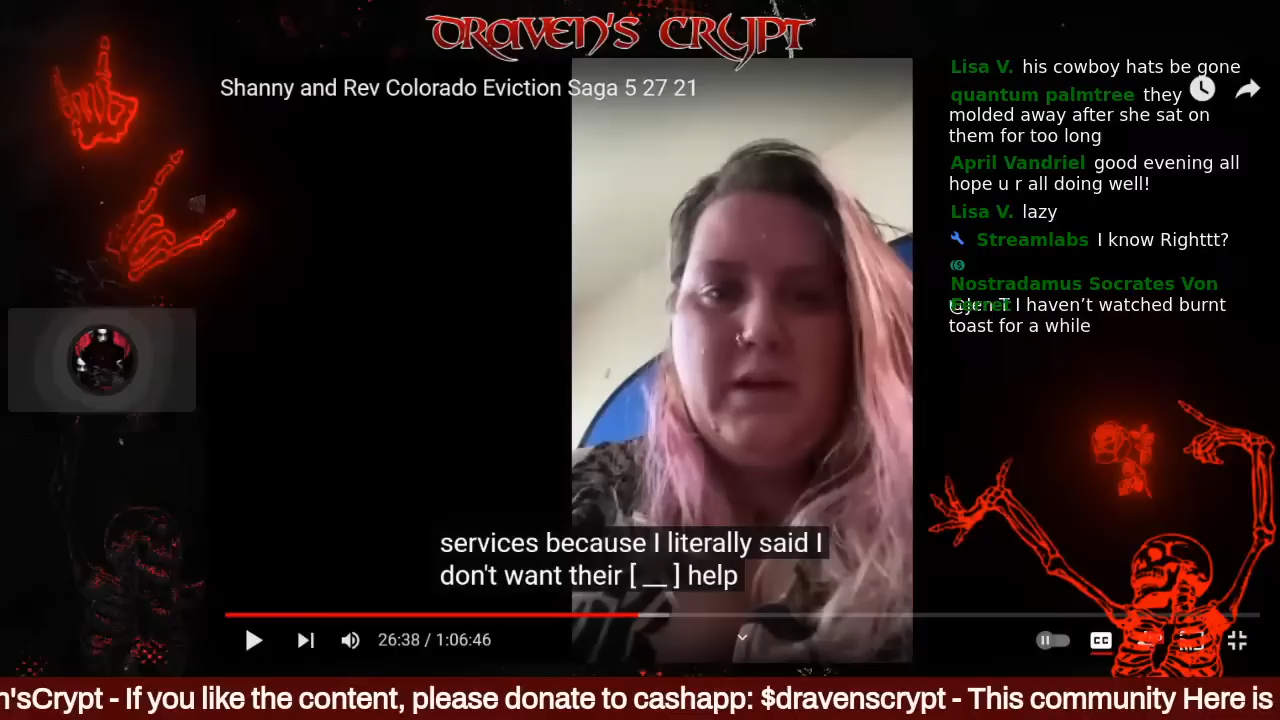 DRAVEN'S CRYPT
Shanny and Rev Colorado Eviction Saga 5 27 21
Lisa V. his cowboy hats be gone
quantum palmtree they
molded away after she sat on
them for too long
April Vandriel good evening all
hope u r all doing well!
Lisa V. lazy
Streamlabs I know Righttt?
Nostradamus Socrates Von
Ferret
@Jen T I haven't watched burnt
toast for a while
services because I literally said I
don't want their [ __ ] help
26:38 / 1:06:46
CC
n'sCrypt - If you like the content, please donate to cashapp: $dravenscrypt - This community Here is